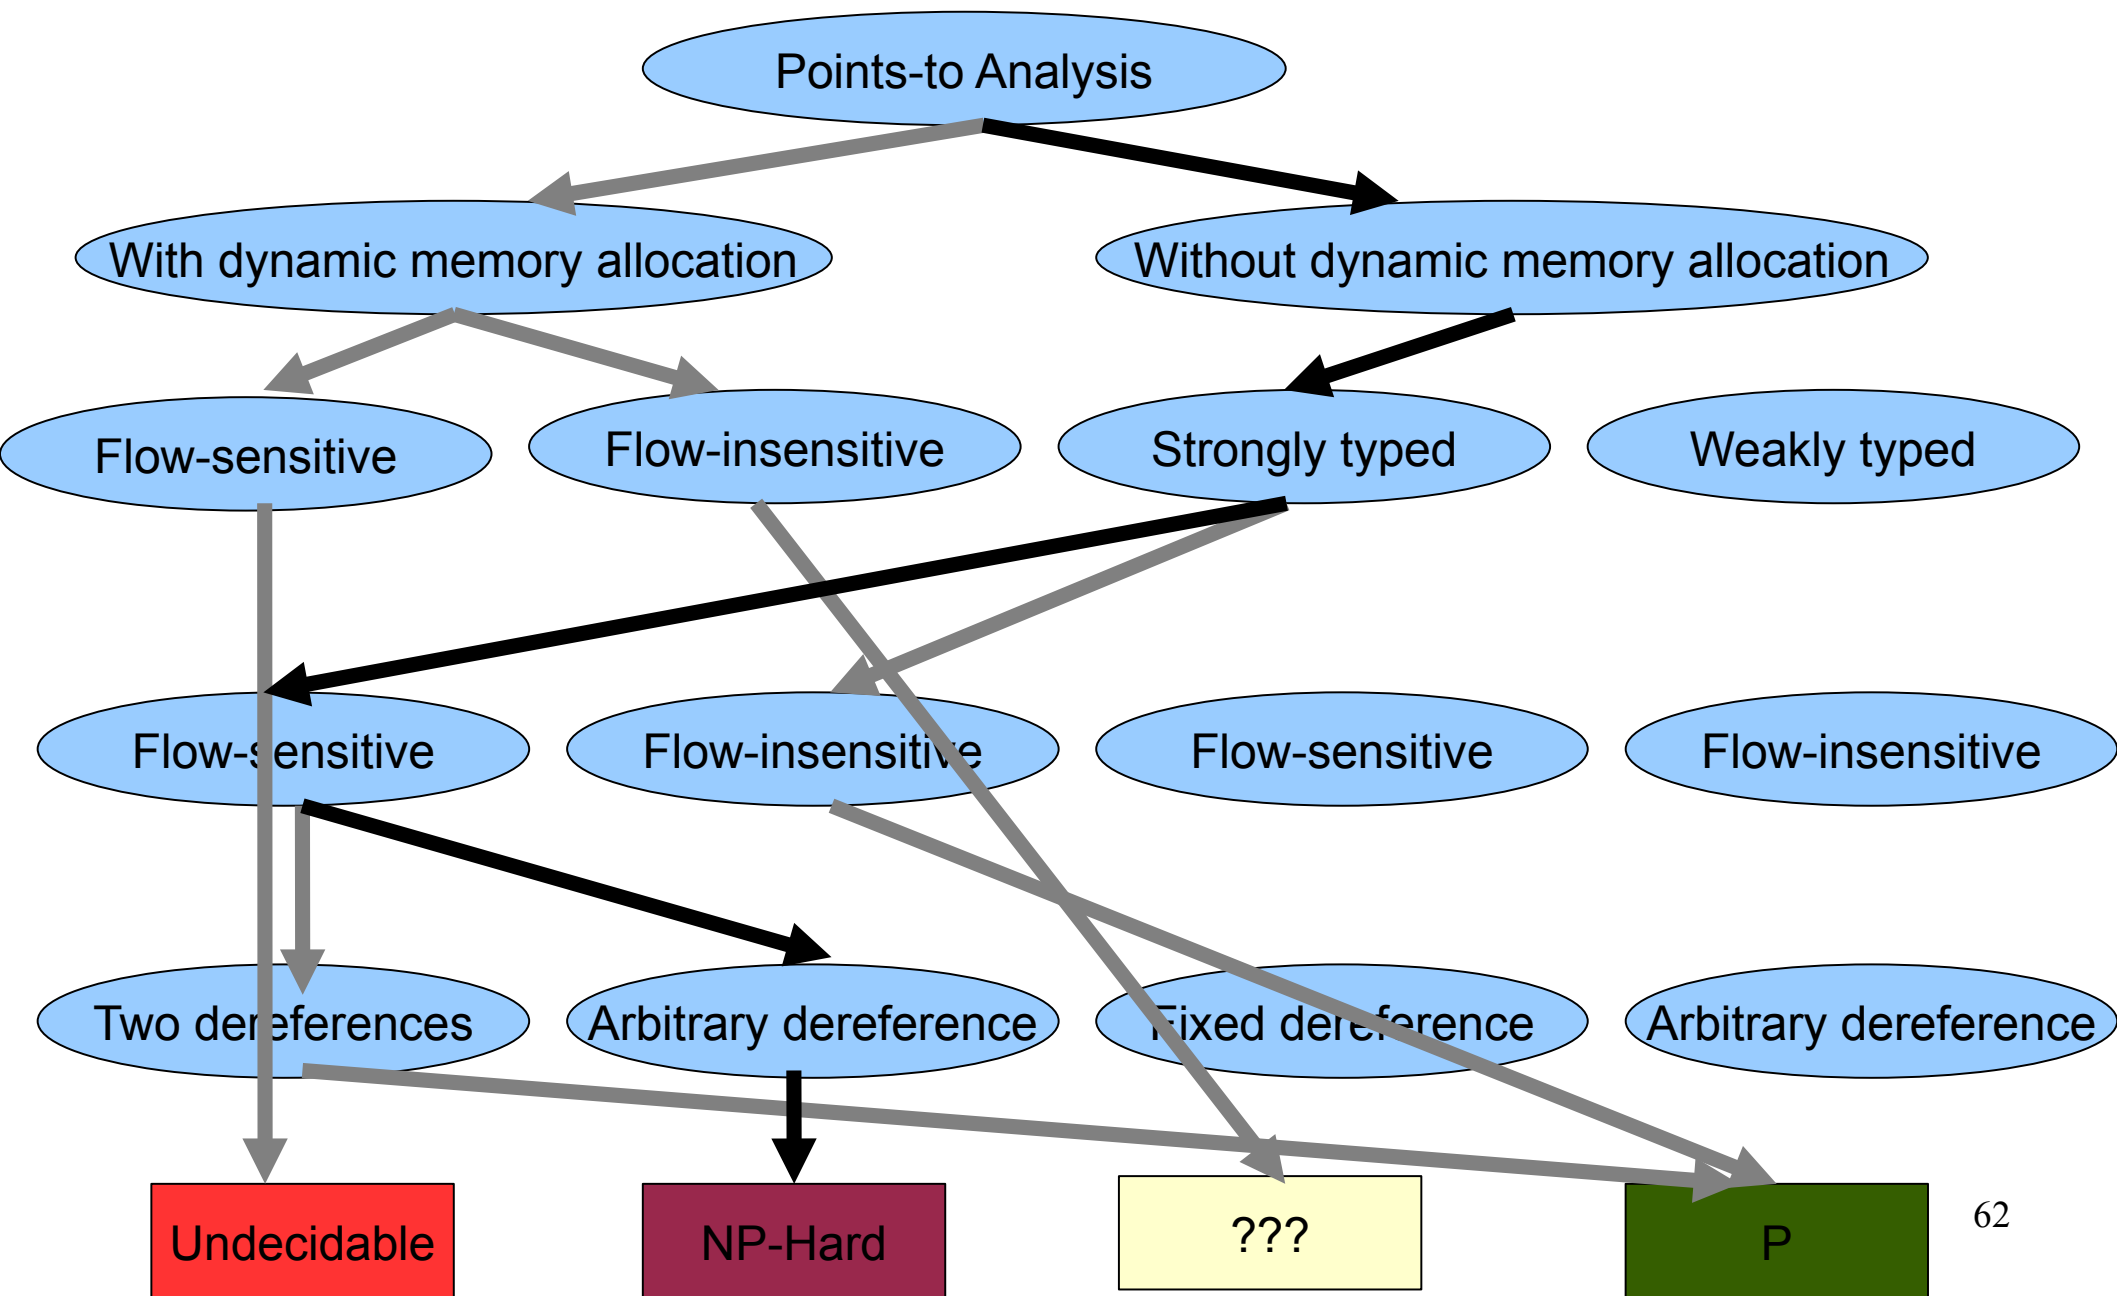 Points-to Analysis
With dynamic memory allocation
Without dynamic memory allocation
Flow-sensitive
Flow-insensitive
Strongly typed
Weakly typed
Flow-sensitive
Flow-insensitive
Flow-sensitive
Flow-insensitive
Two dereferences
Arbitrary dereference
Fixed dereference
Arbitrary dereference
Undecidable
NP-Hard
???
P
62